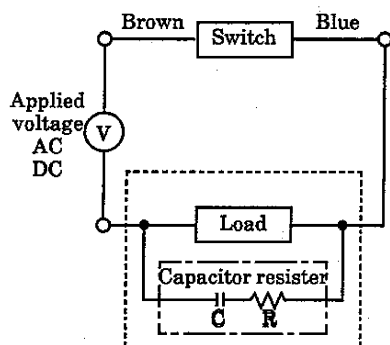 Brown
Switch
Blue
Applied
voltage
AC
DC
V
Load
Capacitor resister
C
R